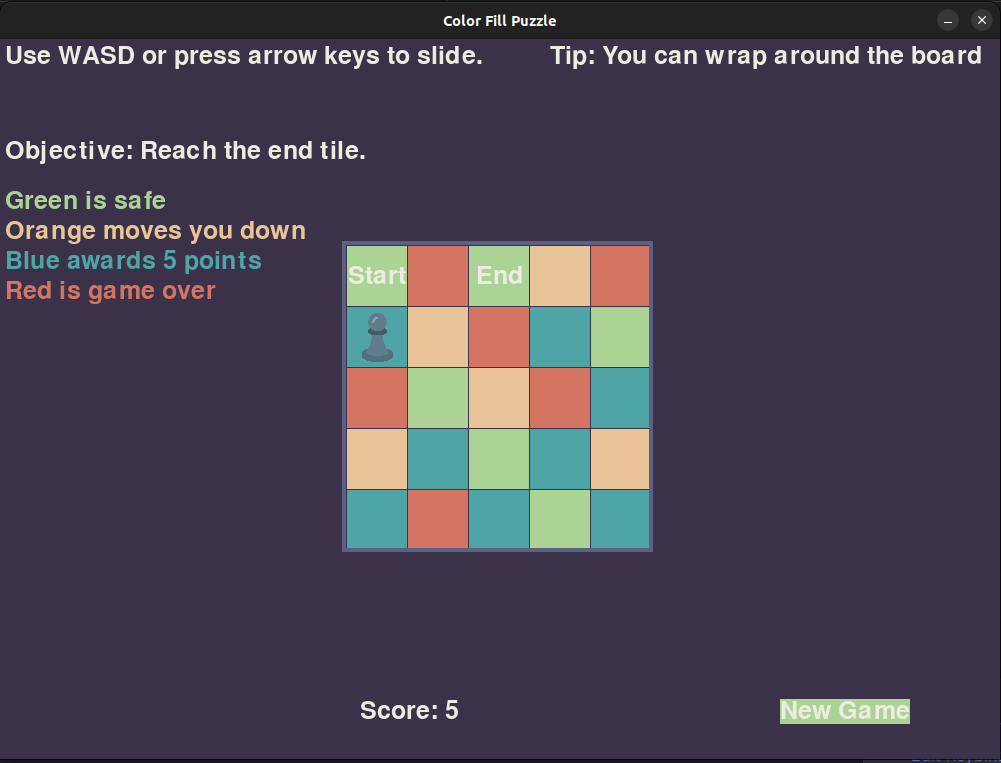 Color Fill Puzzle
Use WASD or press arrow keys to slide.
Tip: You can wrap around the board
Objective: Reach the end tile.
Green is safe
Orange moves you down
Blue awards 5 points
Red is game over
Start
End
Score: 5
New Game